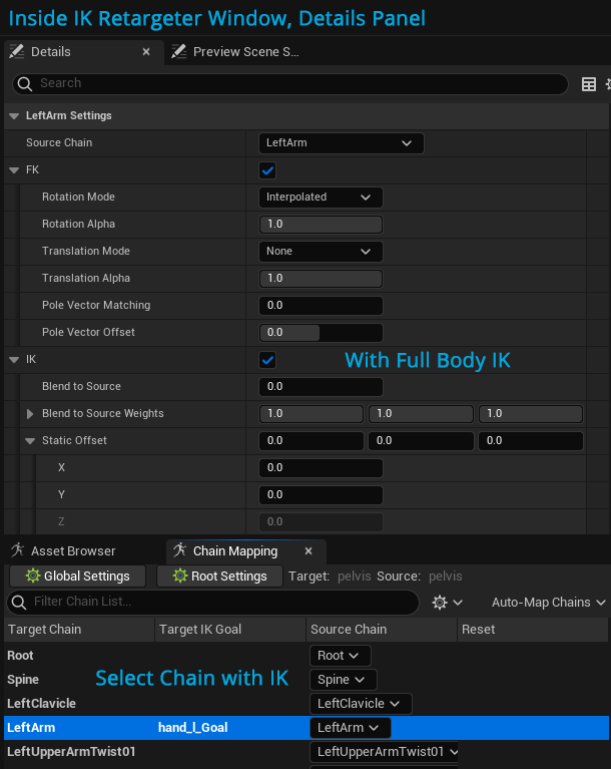 Inside IK Retargeter Window, Details Panel
Details × Preview Scene S...
Search
LeftArm Settings
Source Chain LeftArm
FK
Rotation Mode Interpolated
Rotation Alpha 1.0
Translation Mode None
Translation Alpha 1.0
Pole Vector Matching 0.0
Pole Vector Offset 0.0
IK With Full Body IK
Blend to Source 0.0
Blend to Source Weights 1.0 1.0 1.0
Static Offset 0.0 0.0 0.0
X 0.0
Y 0.0
Z 0.0
Asset Browser Chain Mapping ×
Global Settings Root Settings Target: pelvis Source: pelvis
Filter Chain List... Auto-Map Chains
Target Chain Target IK Goal Source Chain Reset
Root Root
Spine Select Chain with IK Spine
LeftClavicle LeftClavicle
LeftArm hand_l_Goal LeftArm
LeftUpperArmTwist01 LeftUpperArmTwist01